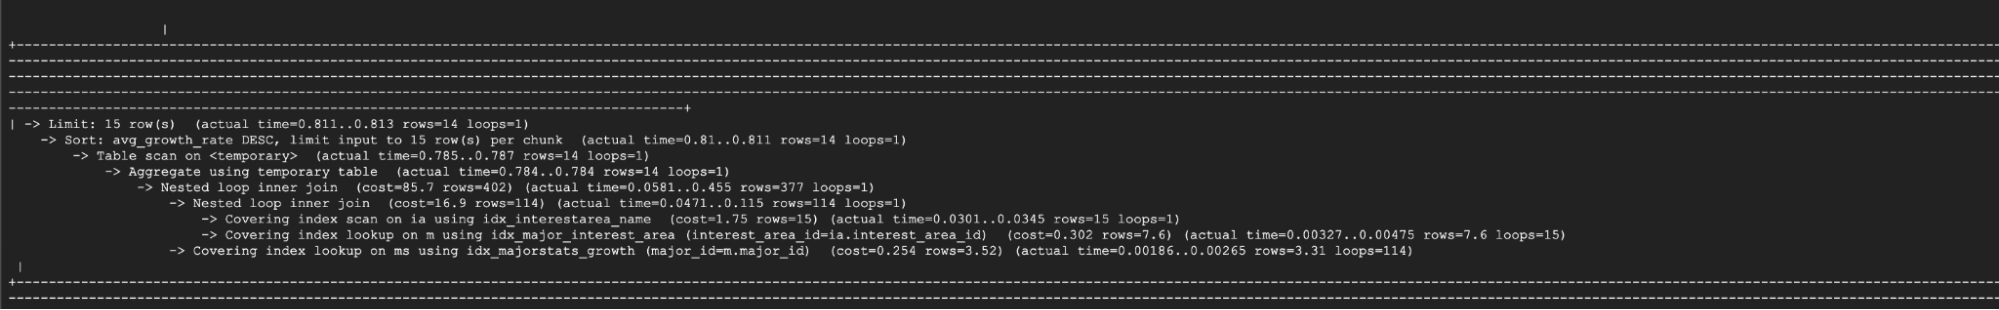 |
+------------------------------------------------------------
------------------------------------------------------------
------------------------------------------------------------
------------------------------------------------------------
------------------------------------------------------------+
| -> Limit: 15 row(s)  (actual time=0.811..0.813 rows=14 loops=1)
    -> Sort: avg_growth_rate DESC, limit input to 15 row(s) per chunk  (actual time=0.81..0.811 rows=14 loops=1)
        -> Table scan on <temporary>  (actual time=0.785..0.787 rows=14 loops=1)
            -> Aggregate using temporary table  (actual time=0.784..0.784 rows=14 loops=1)
                -> Nested loop inner join  (cost=85.7 rows=402) (actual time=0.0581..0.455 rows=377 loops=1)
                    -> Nested loop inner join  (cost=16.9 rows=114) (actual time=0.0471..0.115 rows=114 loops=1)
                        -> Covering index scan on ia using idx_interestarea_name  (cost=1.75 rows=15) (actual time=0.0301..0.0345 rows=15 loops=1)
                        -> Covering index lookup on m using idx_major_interest_area (interest_area_id=ia.interest_area_id)  (cost=0.302 rows=7.6) (actual time=0.00327..0.00475 rows=7.6 loops=15)
                    -> Covering index lookup on ms using idx_majorstats_growth (major_id=m.major_id)  (cost=0.254 rows=3.52) (actual time=0.00186..0.00265 rows=3.31 loops=114)
 |
+------------------------------------------------------------
------------------------------------------------------------